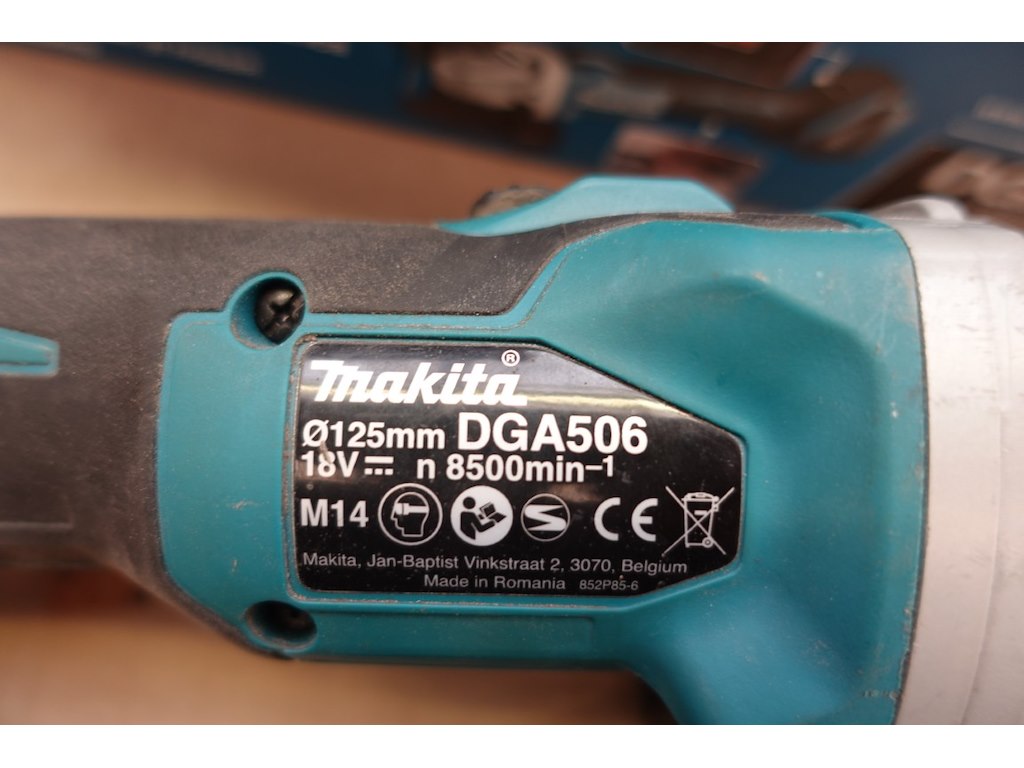 Makita®
Ø125mm DGA506
18V⎓ n 8500min⁻¹
M14 CE
Makita, Jan-Baptist Vinkstraat 2, 3070, Belgium
Made in Romania 852P85-6